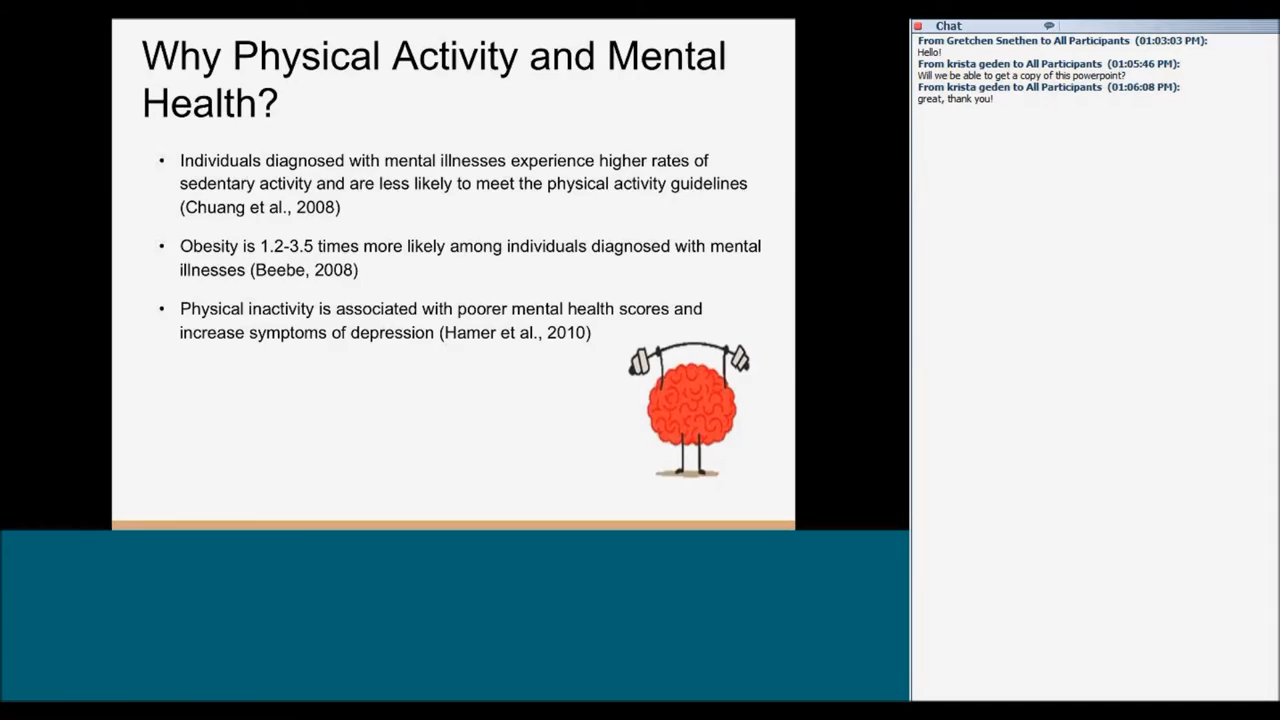 Why Physical Activity and Mental
Health?
• Individuals diagnosed with mental illnesses experience higher rates of
sedentary activity and are less likely to meet the physical activity guidelines
(Chuang et al., 2008)
• Obesity is 1.2-3.5 times more likely among individuals diagnosed with mental
illnesses (Beebe, 2008)
• Physical inactivity is associated with poorer mental health scores and
increase symptoms of depression (Hamer et al., 2010)
Chat
From Gretchen Snethen to All Participants (01:03:03 PM):
Hello!
From krista geden to All Participants (01:05:46 PM):
Will we be able to get a copy of this powerpoint?
From krista geden to All Participants (01:06:08 PM):
great, thank you!